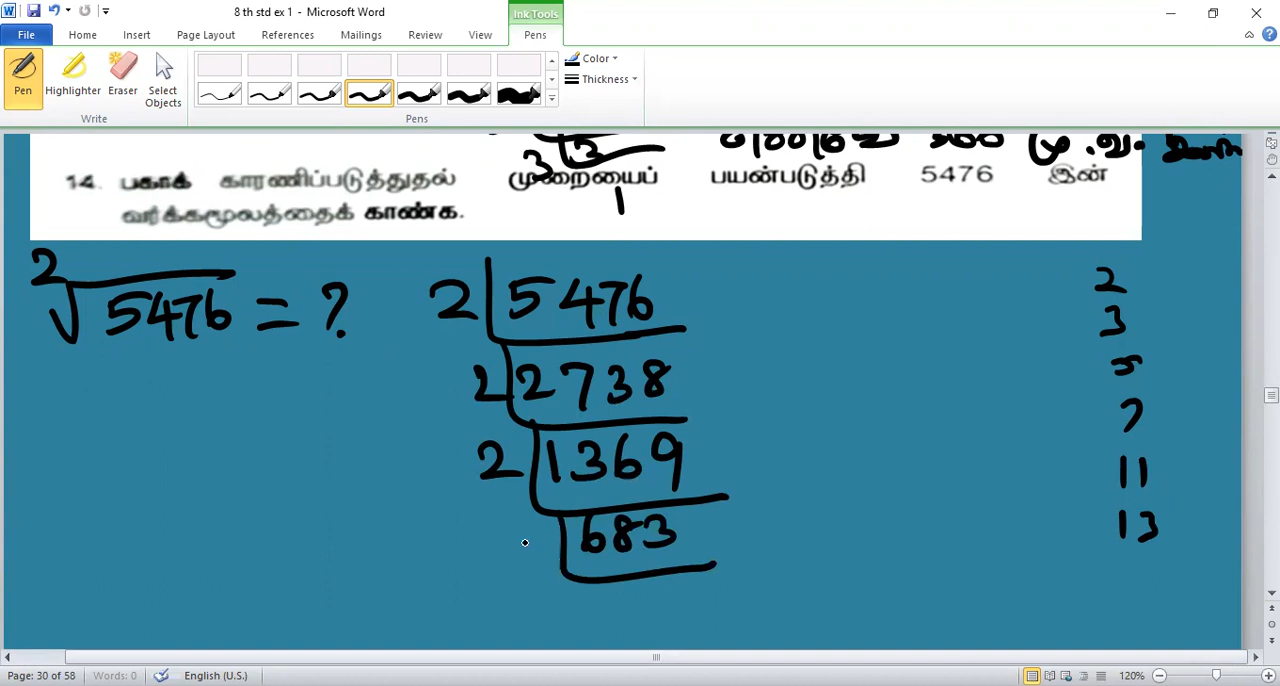 8 th std ex 1 - Microsoft Word
Ink Tools
File Home Insert Page Layout References Mailings Review View Pens
Pen Highlighter Eraser Select Objects
Color
Thickness
Write
Pens
3
14. பகாக் காரணிப்படுத்துதல் முறையைப் பயன்படுத்தி 5476 இன்
1
வர்க்கமூலத்தைக் காண்க.
2√5476 = ?
2 5476
2 2738
2 1369
683
2
3
5
7
11
13
Page: 30 of 58 Words: 0 English (U.S.) 120%